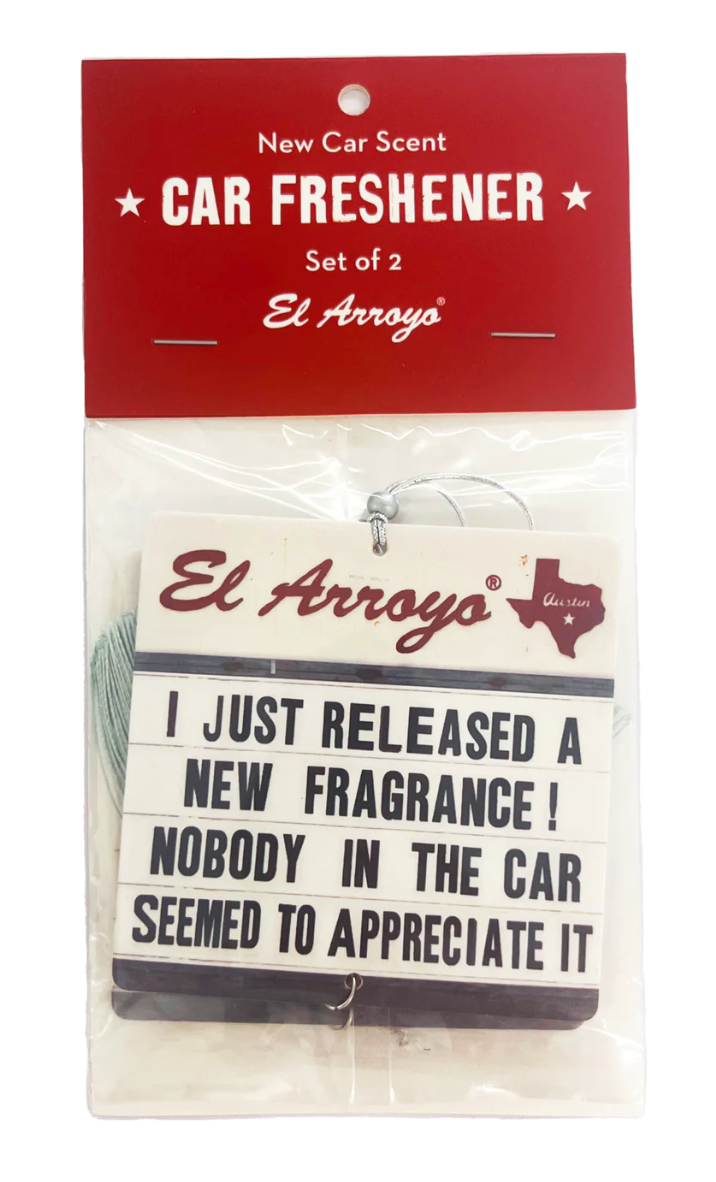 New Car Scent
★ CAR FRESHENER ★
Set of 2
El Arroyo®
El Arroyo®
Austin
I JUST RELEASED A
NEW FRAGRANCE!
NOBODY IN THE CAR
SEEMED TO APPRECIATE IT